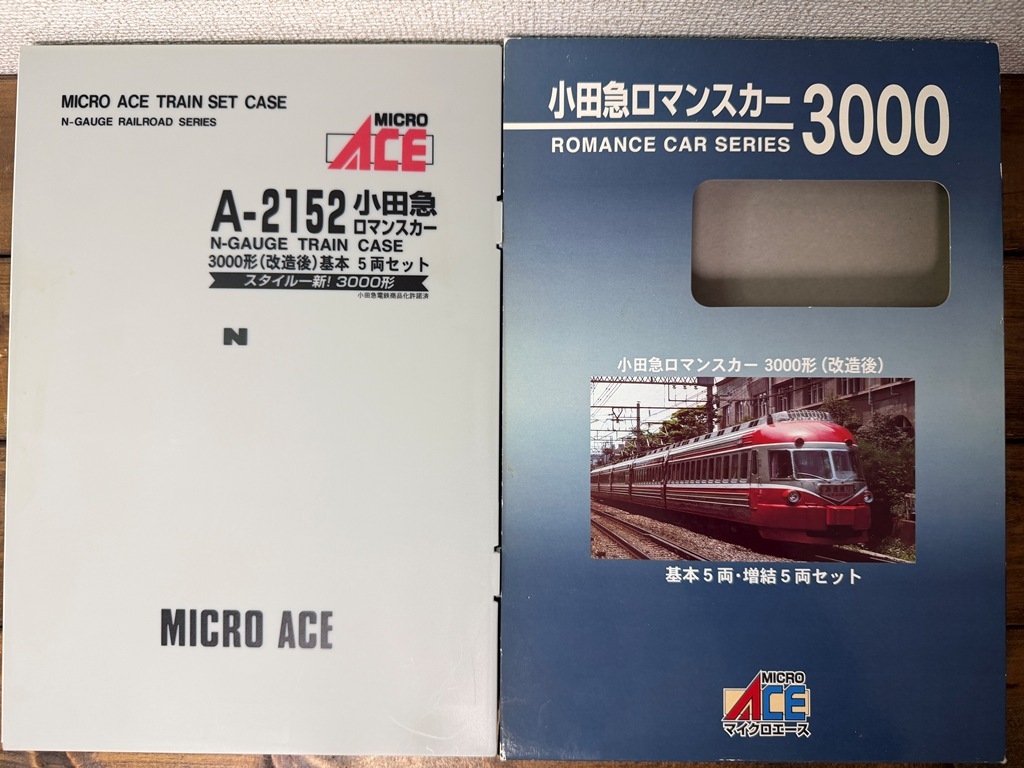 MICRO ACE TRAIN SET CASE
N-GAUGE RAILROAD SERIES
MICRO
ACE
A-2152 小田急
ロマンスカー
N-GAUGE TRAIN CASE
3000形(改造後)基本 5両セット
スタイル一新! 3000形
小田急電鉄商品化許諾済
N
MICRO ACE
小田急ロマンスカー 3000
ROMANCE CAR SERIES
小田急ロマンスカー 3000形(改造後)
基本5両・増結5両セット
MICRO
ACE
マイクロエース